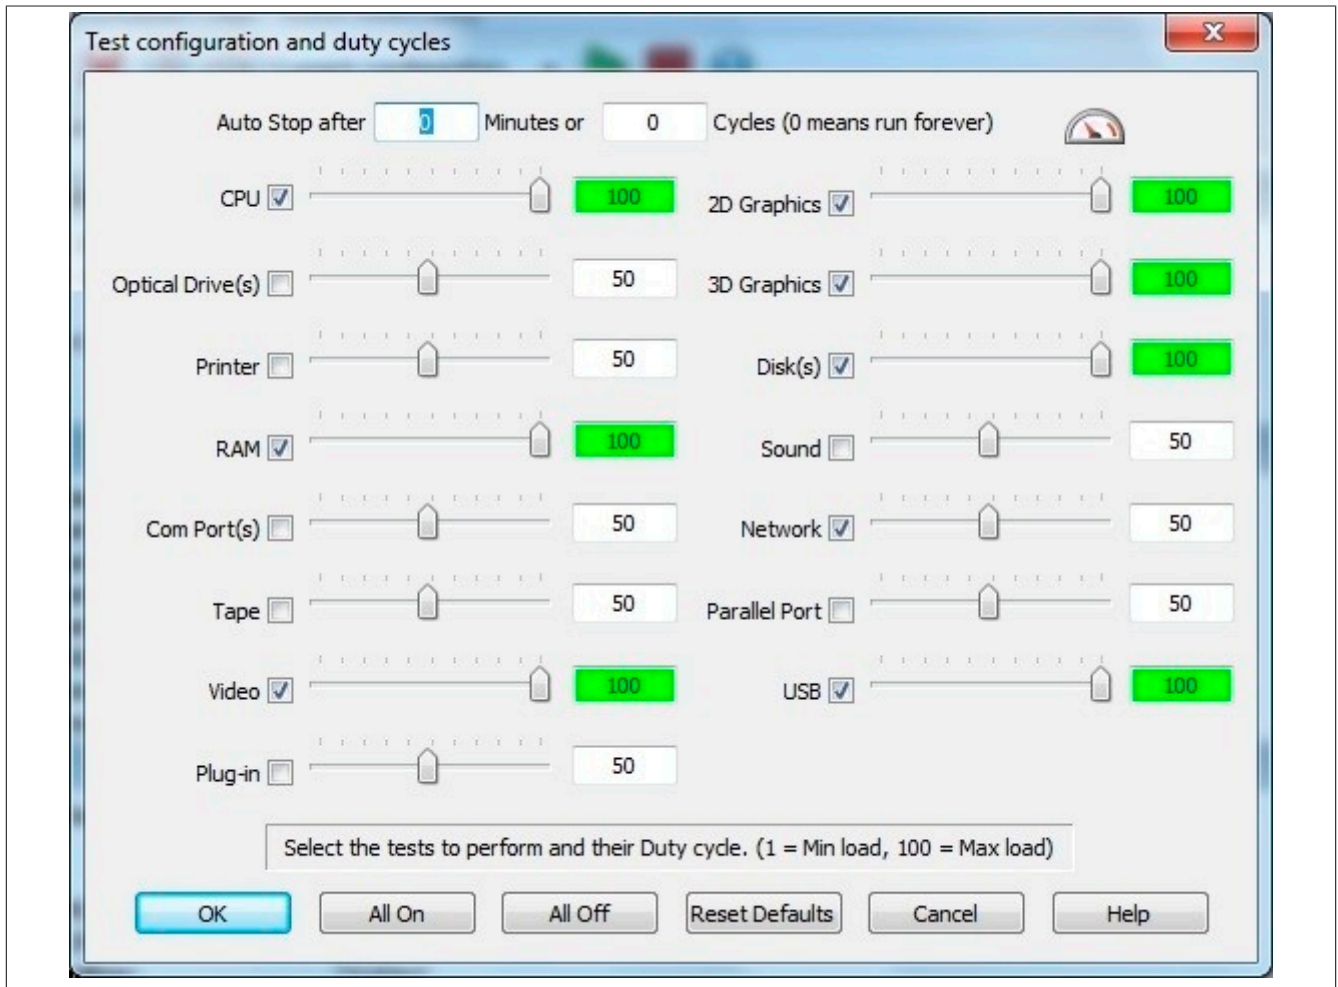 Test configuration and duty cycles
Auto Stop after 0 Minutes or 0 Cycles (0 means run forever)
CPU 100 2D Graphics 100
Optical Drive(s) 50 3D Graphics 100
Printer 50 Disk(s) 100
RAM 100 Sound 50
Com Port(s) 50 Network 50
Tape 50 Parallel Port 50
Video 100 USB 100
Plug-in 50
Select the tests to perform and their Duty cycle. (1 = Min load, 100 = Max load)
OK All On All Off Reset Defaults Cancel Help